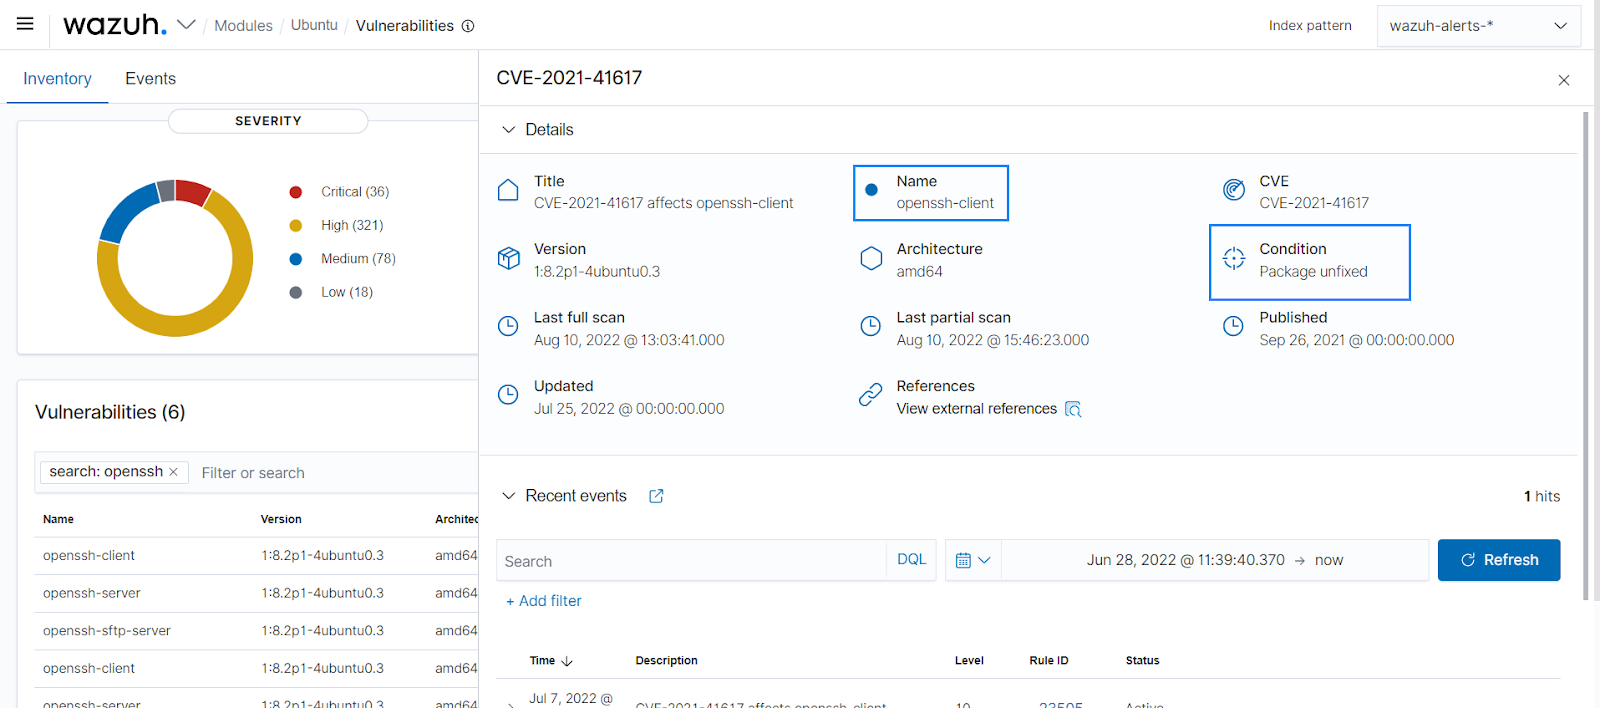 wazuh. / Modules / Ubuntu / Vulnerabilities
Index pattern
wazuh-alerts-*
Inventory
Events
SEVERITY
Critical (36)
High (321)
Medium (78)
Low (18)
Vulnerabilities (6)
search: openssh ×
Filter or search
Name Version Architec
openssh-client 1:8.2p1-4ubuntu0.3 amd64
openssh-server 1:8.2p1-4ubuntu0.3 amd64
openssh-sftp-server 1:8.2p1-4ubuntu0.3 amd64
openssh-client 1:8.2p1-4ubuntu0.3 amd64
openssh-server 1:8.2p1-4ubuntu0.3 amd64
CVE-2021-41617
Details
Title
CVE-2021-41617 affects openssh-client
Name
openssh-client
CVE
CVE-2021-41617
Version
1:8.2p1-4ubuntu0.3
Architecture
amd64
Condition
Package unfixed
Last full scan
Aug 10, 2022 @ 13:03:41.000
Last partial scan
Aug 10, 2022 @ 15:46:23.000
Published
Sep 26, 2021 @ 00:00:00.000
Updated
Jul 25, 2022 @ 00:00:00.000
References
View external references
Recent events
1 hits
Search
DQL
Jun 28, 2022 @ 11:39:40.370 → now
Refresh
+ Add filter
Time ↓ Description Level Rule ID Status
Jul 7, 2022 @
CVE-2021-41617 affects openssh-client 10 23505 Active